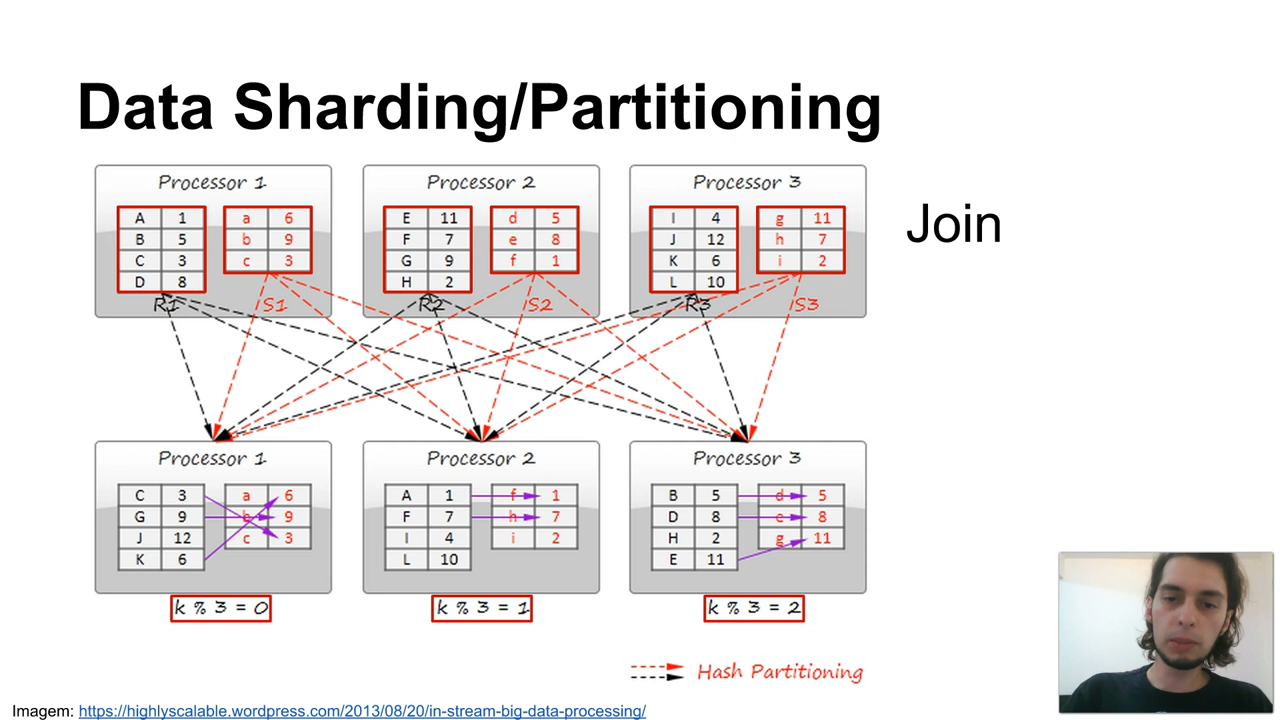 Data Sharding/Partitioning
Processor 1
A 1
B 5
C 3
D 8
R1
a 6
b 9
c 3
S1
Processor 2
E 11
F 7
G 9
H 2
R2
d 5
e 8
f 1
S2
Processor 3
I 4
J 12
K 6
L 10
R3
g 11
h 7
i 2
S3
Join
Processor 1
C 3
G 9
J 12
K 6
a 6
b 9
c 3
k % 3 = 0
Processor 2
A 1
F 7
I 4
L 10
f 1
h 7
i 2
k % 3 = 1
Processor 3
B 5
D 8
H 2
E 11
d 5
e 8
g 11
k % 3 = 2
Hash Partitioning
Imagem: https://highlyscalable.wordpress.com/2013/08/20/in-stream-big-data-processing/